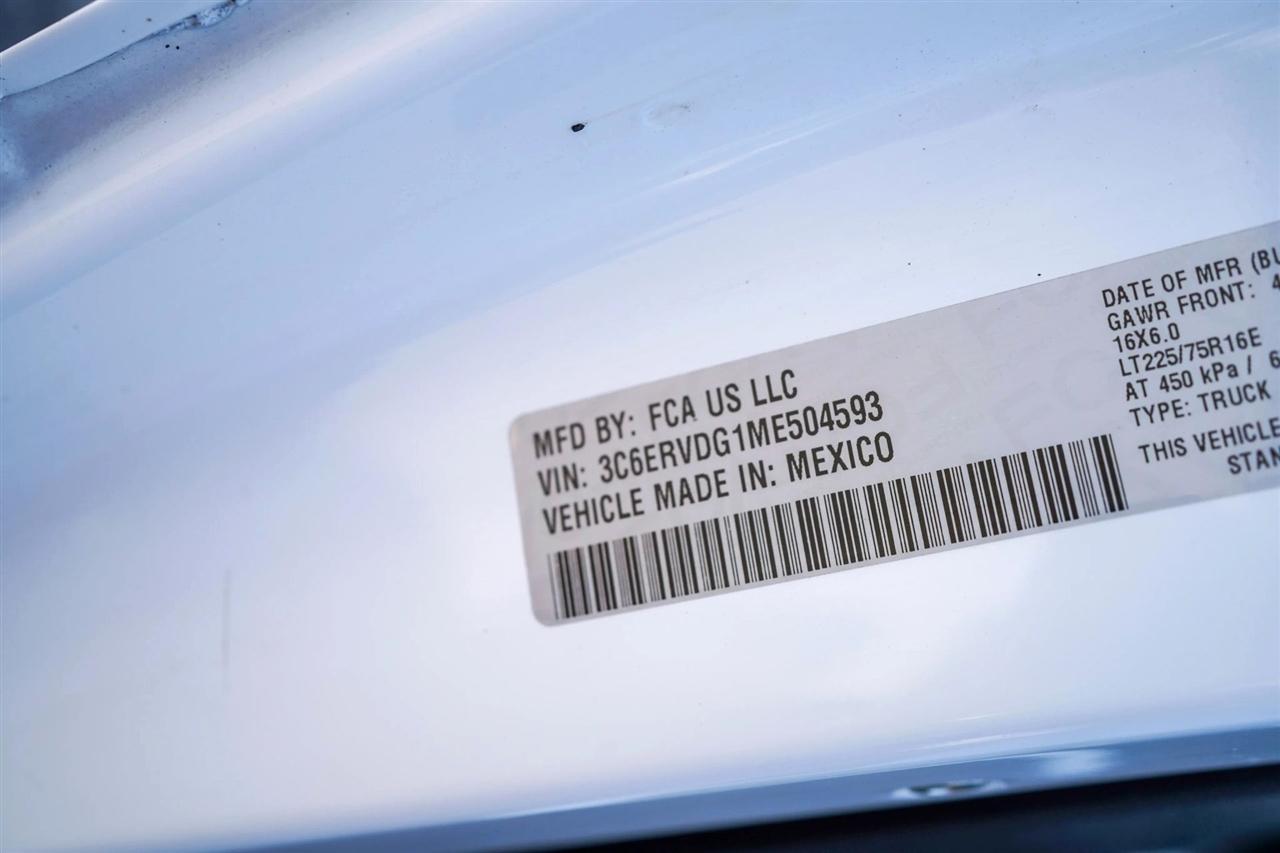 MFD BY: FCA US LLC
VIN: 3C6ERVDG1ME504593
VEHICLE MADE IN: MEXICO
DATE OF MFR
GAWR FRONT:
16X6.0
LT225/75R16E
AT 450 kPa /
TYPE: TRUCK
THIS VEHICLE